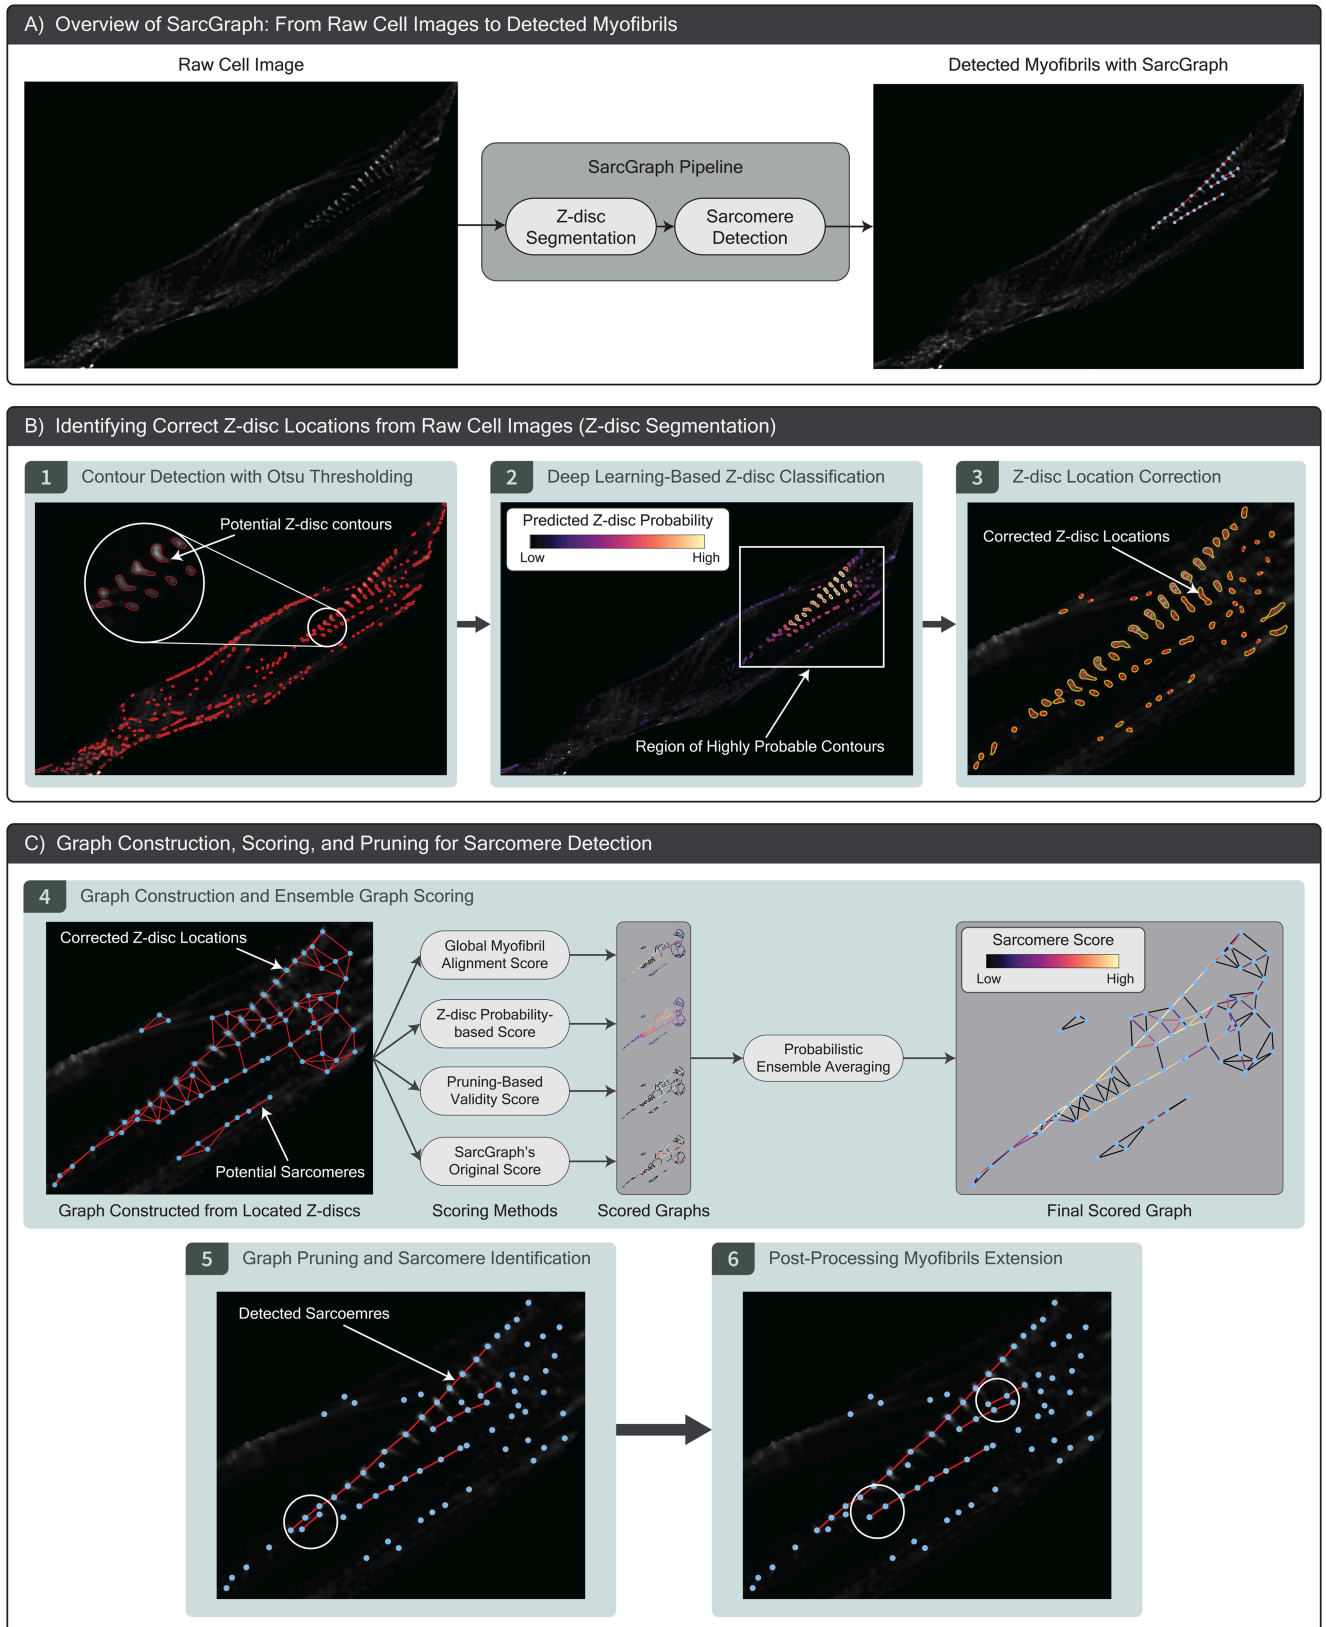 A) Overview of SarcGraph: From Raw Cell Images to Detected Myofibrils
Raw Cell Image
Detected Myofibrils with SarcGraph
SarcGraph Pipeline
Z-disc
Segmentation
Sarcomere
Detection
B) Identifying Correct Z-disc Locations from Raw Cell Images (Z-disc Segmentation)
1 Contour Detection with Otsu Thresholding
Potential Z-disc contours
2 Deep Learning-Based Z-disc Classification
Predicted Z-disc Probability
Low High
Region of Highly Probable Contours
3 Z-disc Location Correction
Corrected Z-disc Locations
C) Graph Construction, Scoring, and Pruning for Sarcomere Detection
4 Graph Construction and Ensemble Graph Scoring
Corrected Z-disc Locations
Potential Sarcomeres
Graph Constructed from Located Z-discs
Global Myofibril
Alignment Score
Z-disc Probability-
based Score
Pruning-Based
Validity Score
SarcGraph's
Original Score
Scoring Methods
Scored Graphs
Probabilistic
Ensemble Averaging
Sarcomere Score
Low High
Final Scored Graph
5 Graph Pruning and Sarcomere Identification
Detected Sarcoemres
6 Post-Processing Myofibrils Extension